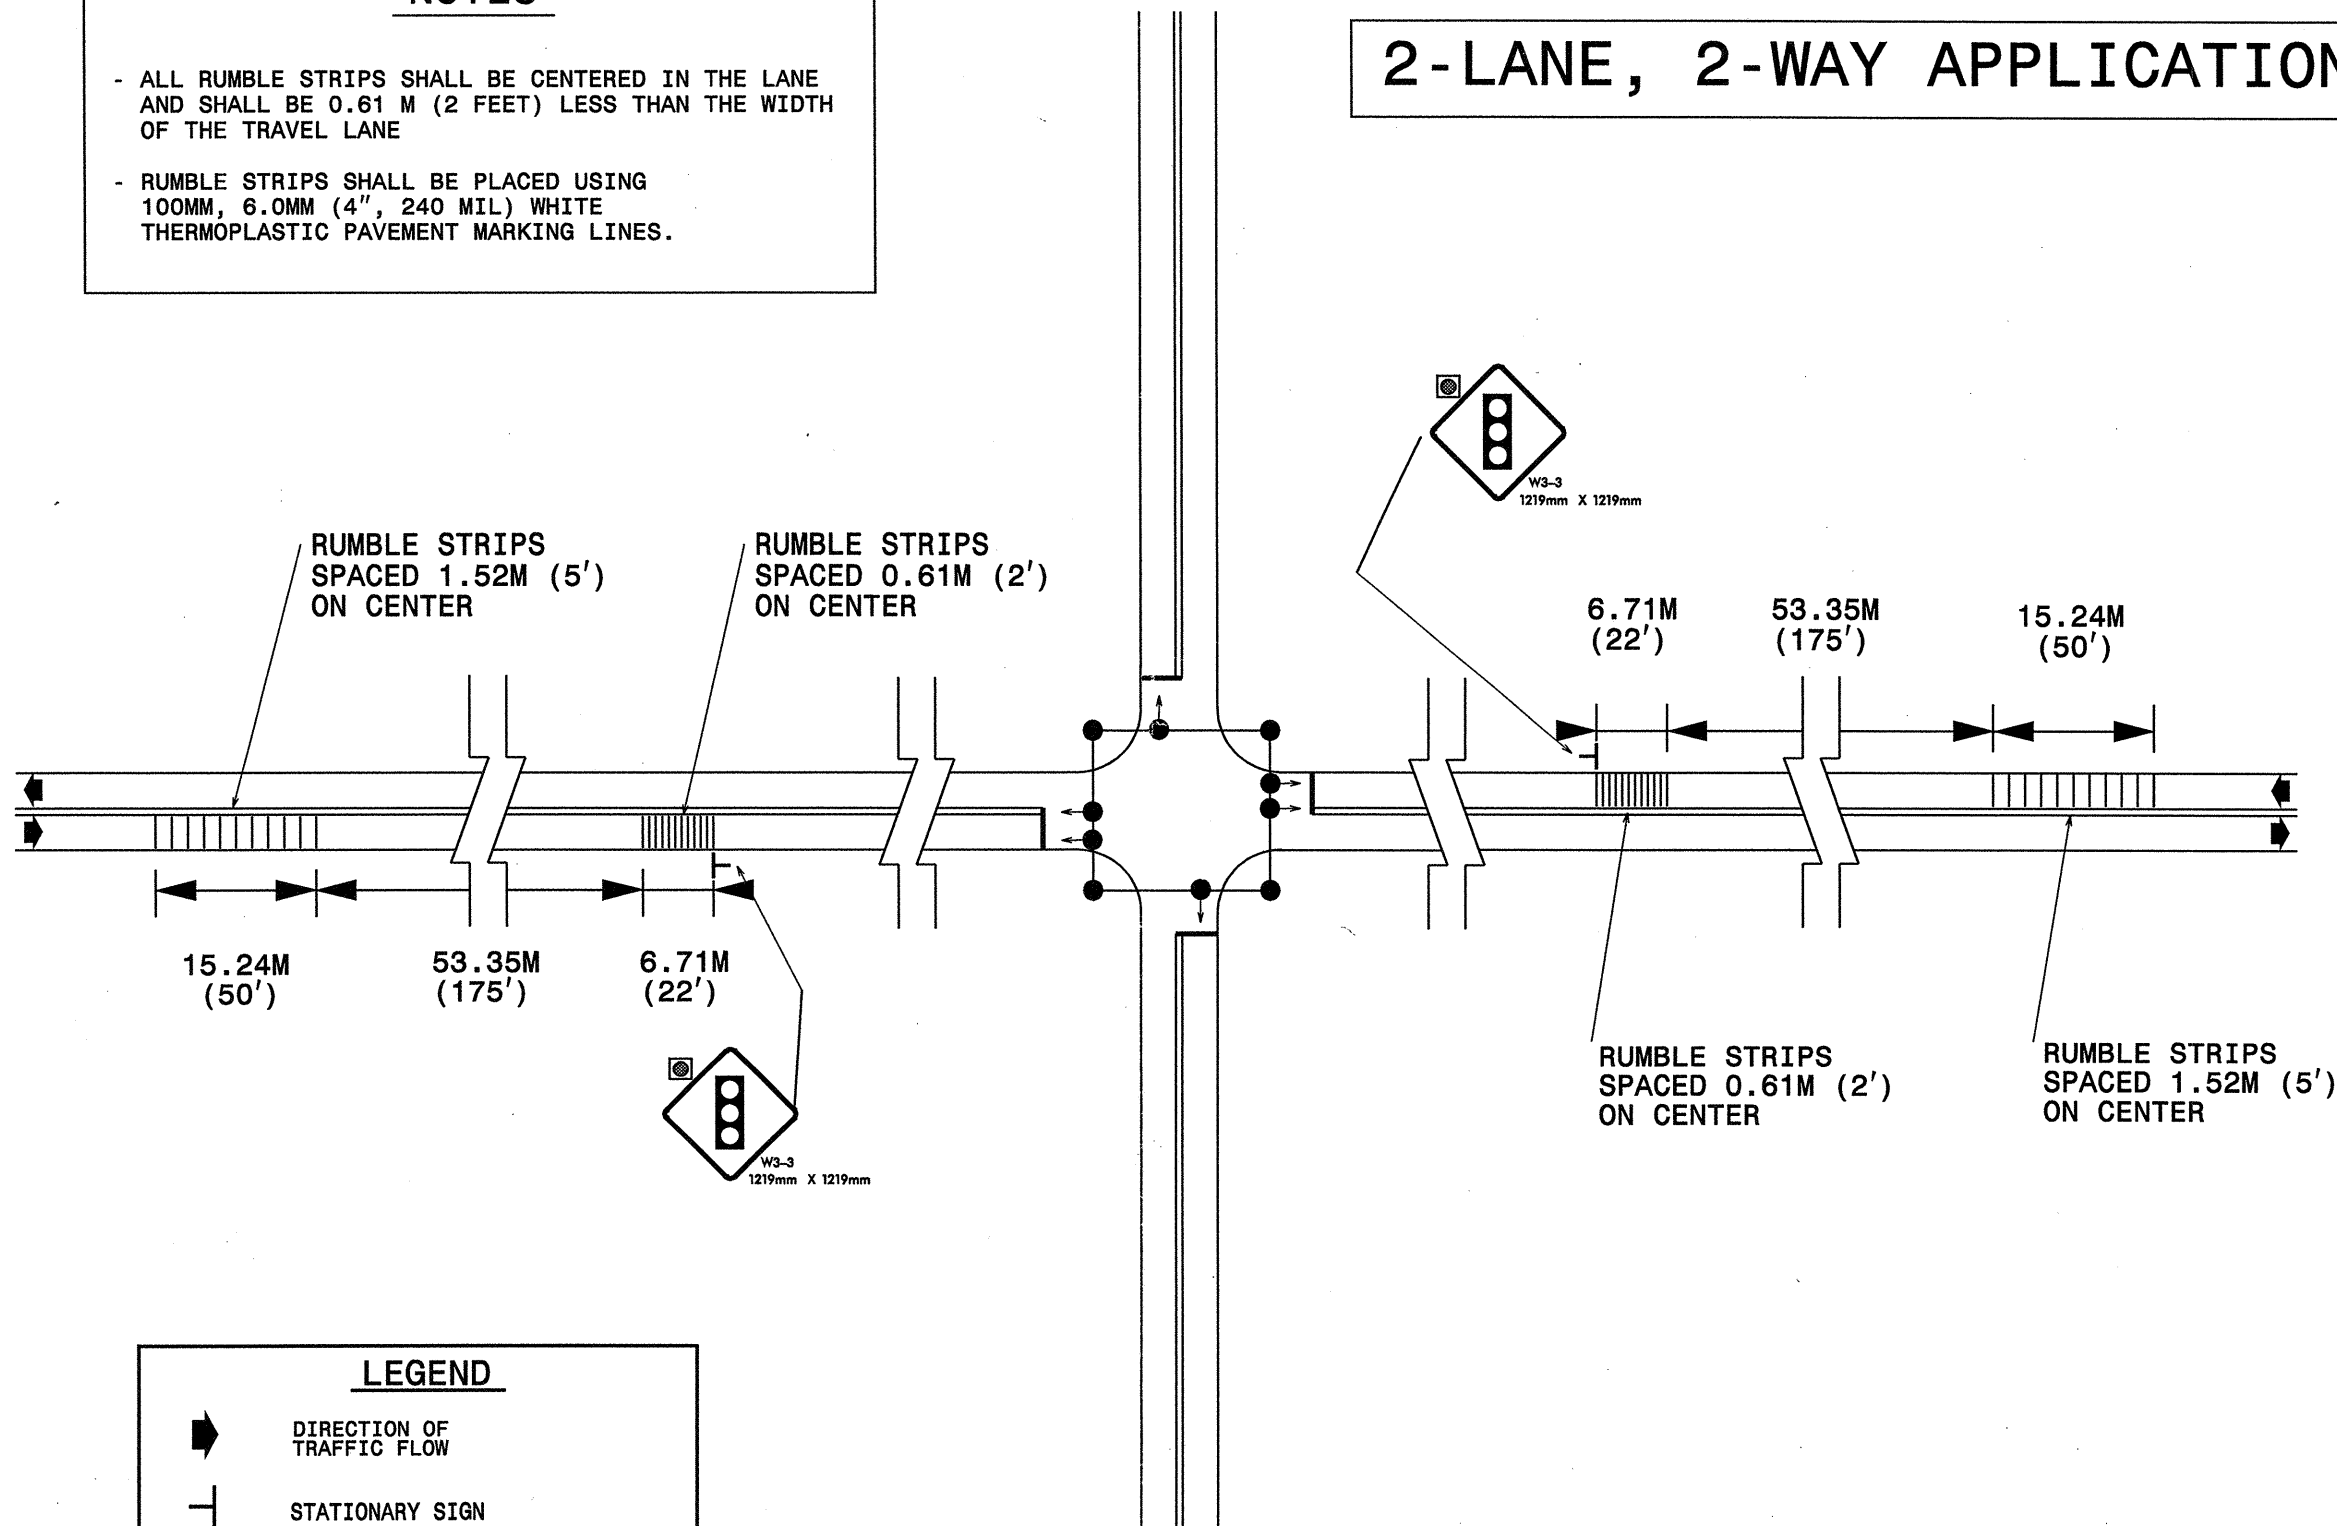 NOTES
- ALL RUMBLE STRIPS SHALL BE CENTERED IN THE LANE
AND SHALL BE 0.61 M (2 FEET) LESS THAN THE WIDTH
OF THE TRAVEL LANE
- RUMBLE STRIPS SHALL BE PLACED USING
100MM, 6.0MM (4", 240 MIL) WHITE
THERMOPLASTIC PAVEMENT MARKING LINES.
2-LANE, 2-WAY APPLICATION
W3-3
1219mm X 1219mm
RUMBLE STRIPS
SPACED 1.52M (5')
ON CENTER
RUMBLE STRIPS
SPACED 0.61M (2')
ON CENTER
6.71M
(22')
53.35M
(175')
15.24M
(50')
15.24M
(50')
53.35M
(175')
6.71M
(22')
W3-3
1219mm X 1219mm
RUMBLE STRIPS
SPACED 0.61M (2')
ON CENTER
RUMBLE STRIPS
SPACED 1.52M (5')
ON CENTER
LEGEND
DIRECTION OF
TRAFFIC FLOW
STATIONARY SIGN